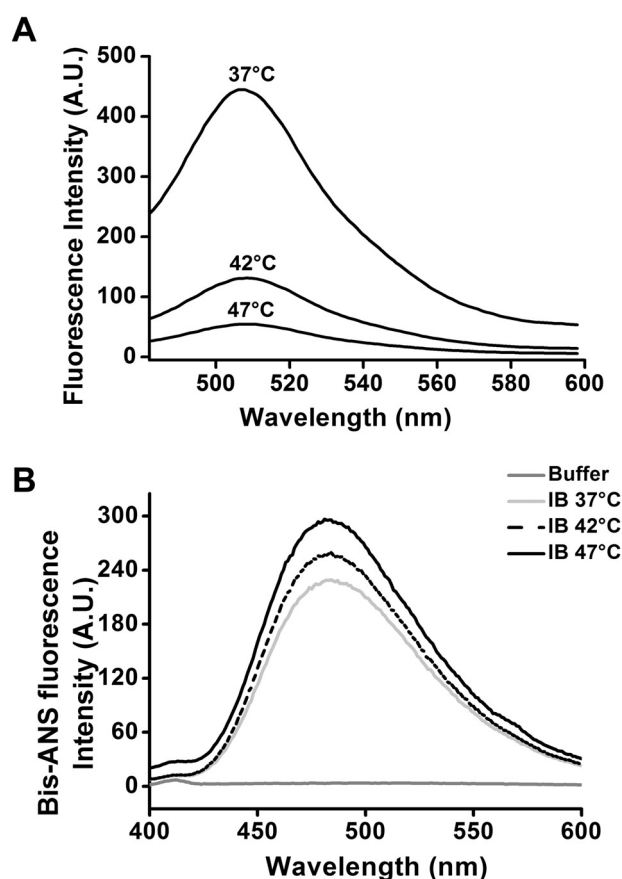 A
Fluorescence Intensity (A.U.)
500
400
300
200
100
0
37°C
42°C
47°C
500 520 540 560 580 600
Wavelength (nm)
B
Buffer
IB 37°C
IB 42°C
IB 47°C
Bis-ANS fluorescence
Intensity (A.U.)
300
240
180
120
60
0
400 450 500 550 600
Wavelength (nm)